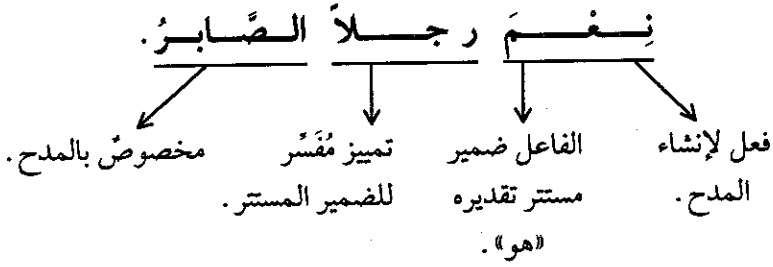 نِـعْـمَ رجـلاً الـصَّـابـرُ.
فعل لإنشاء المدح.
الفاعل ضمير مستتر تقديره «هو».
تمييز مُفَسِّر للضمير المستتر.
مخصوصٌ بالمدح.